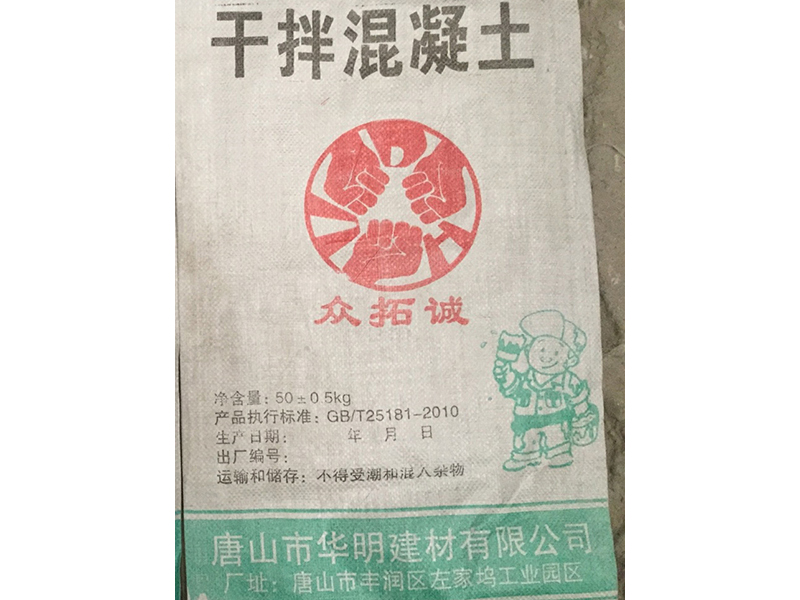 干拌混凝土
众拓诚
净含量：50±0.5kg
产品执行标准：GB/T25181-2010
生产日期： 年 月 日
出厂编号：
运输和储存：不得受潮和混入杂物
唐山市华明建材有限公司
厂址：唐山市丰润区左家坞工业园区